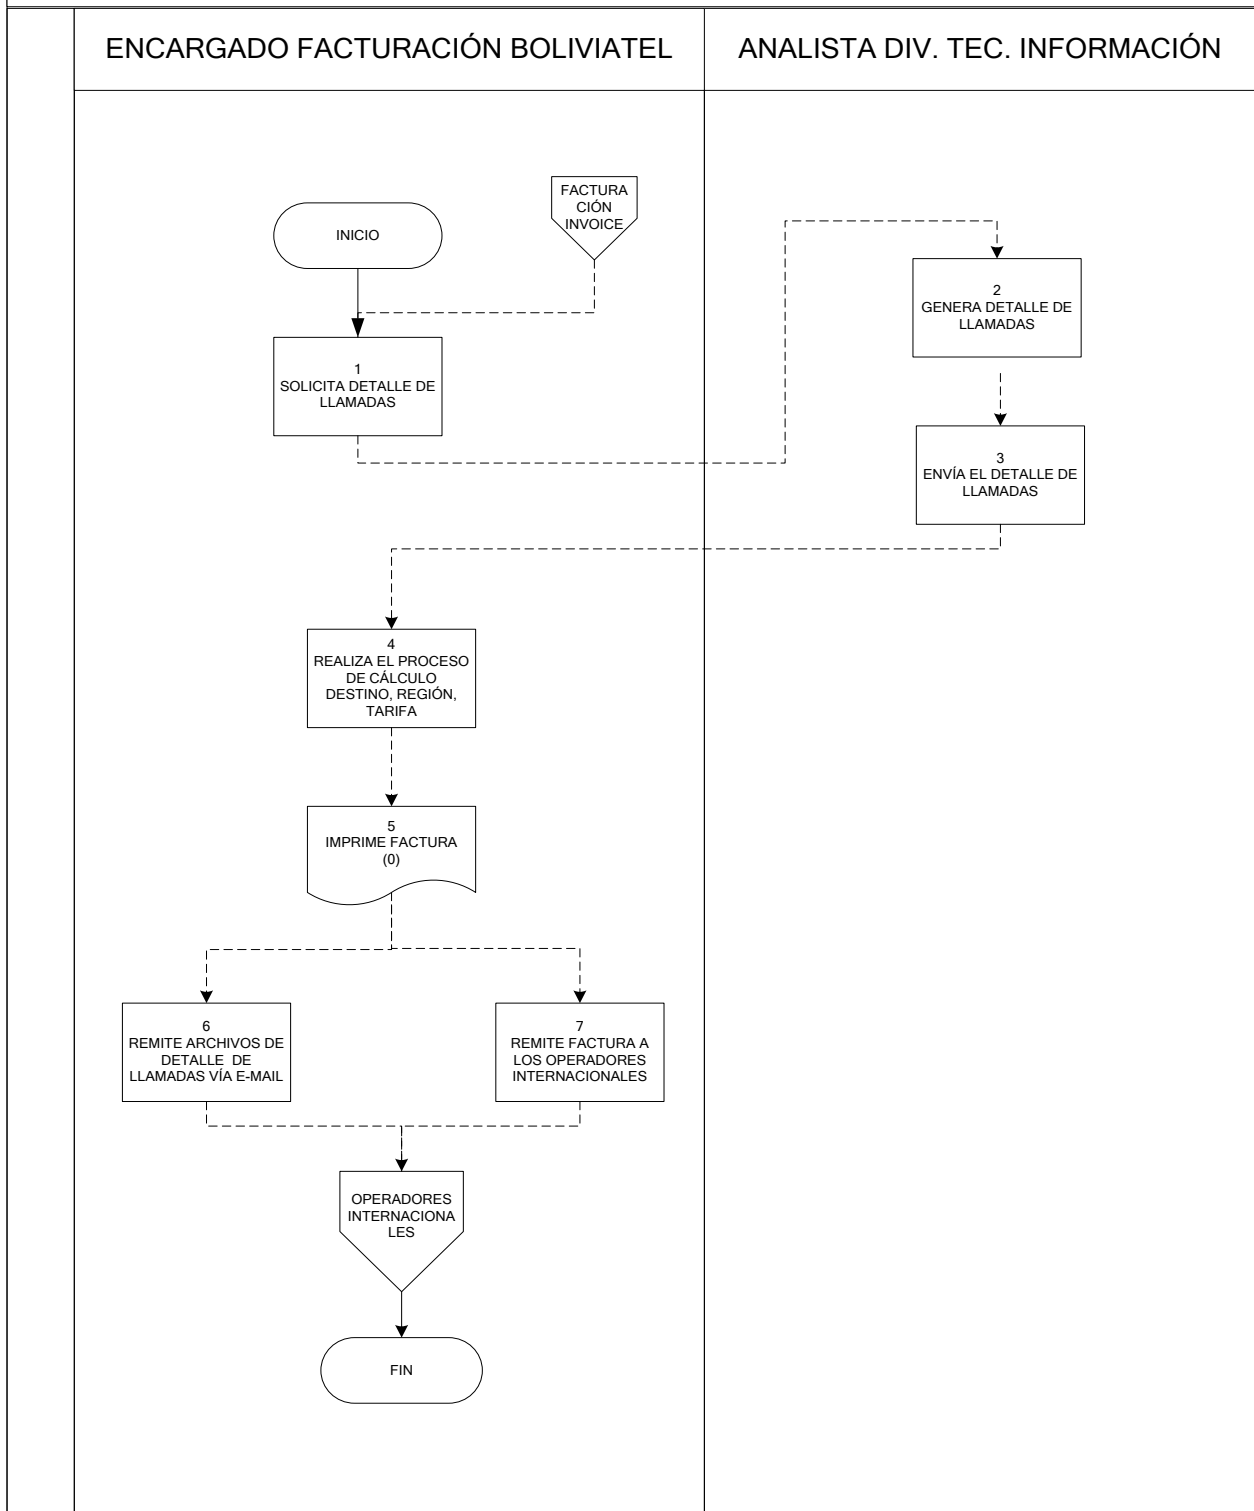 ENCARGADO FACTURACIÓN BOLIVIATEL
ANALISTA DIV. TEC. INFORMACIÓN
FACTURA
CIÓN
INVOICE
INICIO
2
GENERA DETALLE DE
LLAMADAS
1
SOLICITA DETALLE DE
LLAMADAS
3
ENVÍA EL DETALLE DE
LLAMADAS
4
REALIZA EL PROCESO
DE CÁLCULO
DESTINO, REGIÓN,
TARIFA
5
IMPRIME FACTURA
(0)
6
REMITE ARCHIVOS DE
DETALLE DE
LLAMADAS VÍA E-MAIL
7
REMITE FACTURA A
LOS OPERADORES
INTERNACIONALES
OPERADORES
INTERNACIONA
LES
FIN